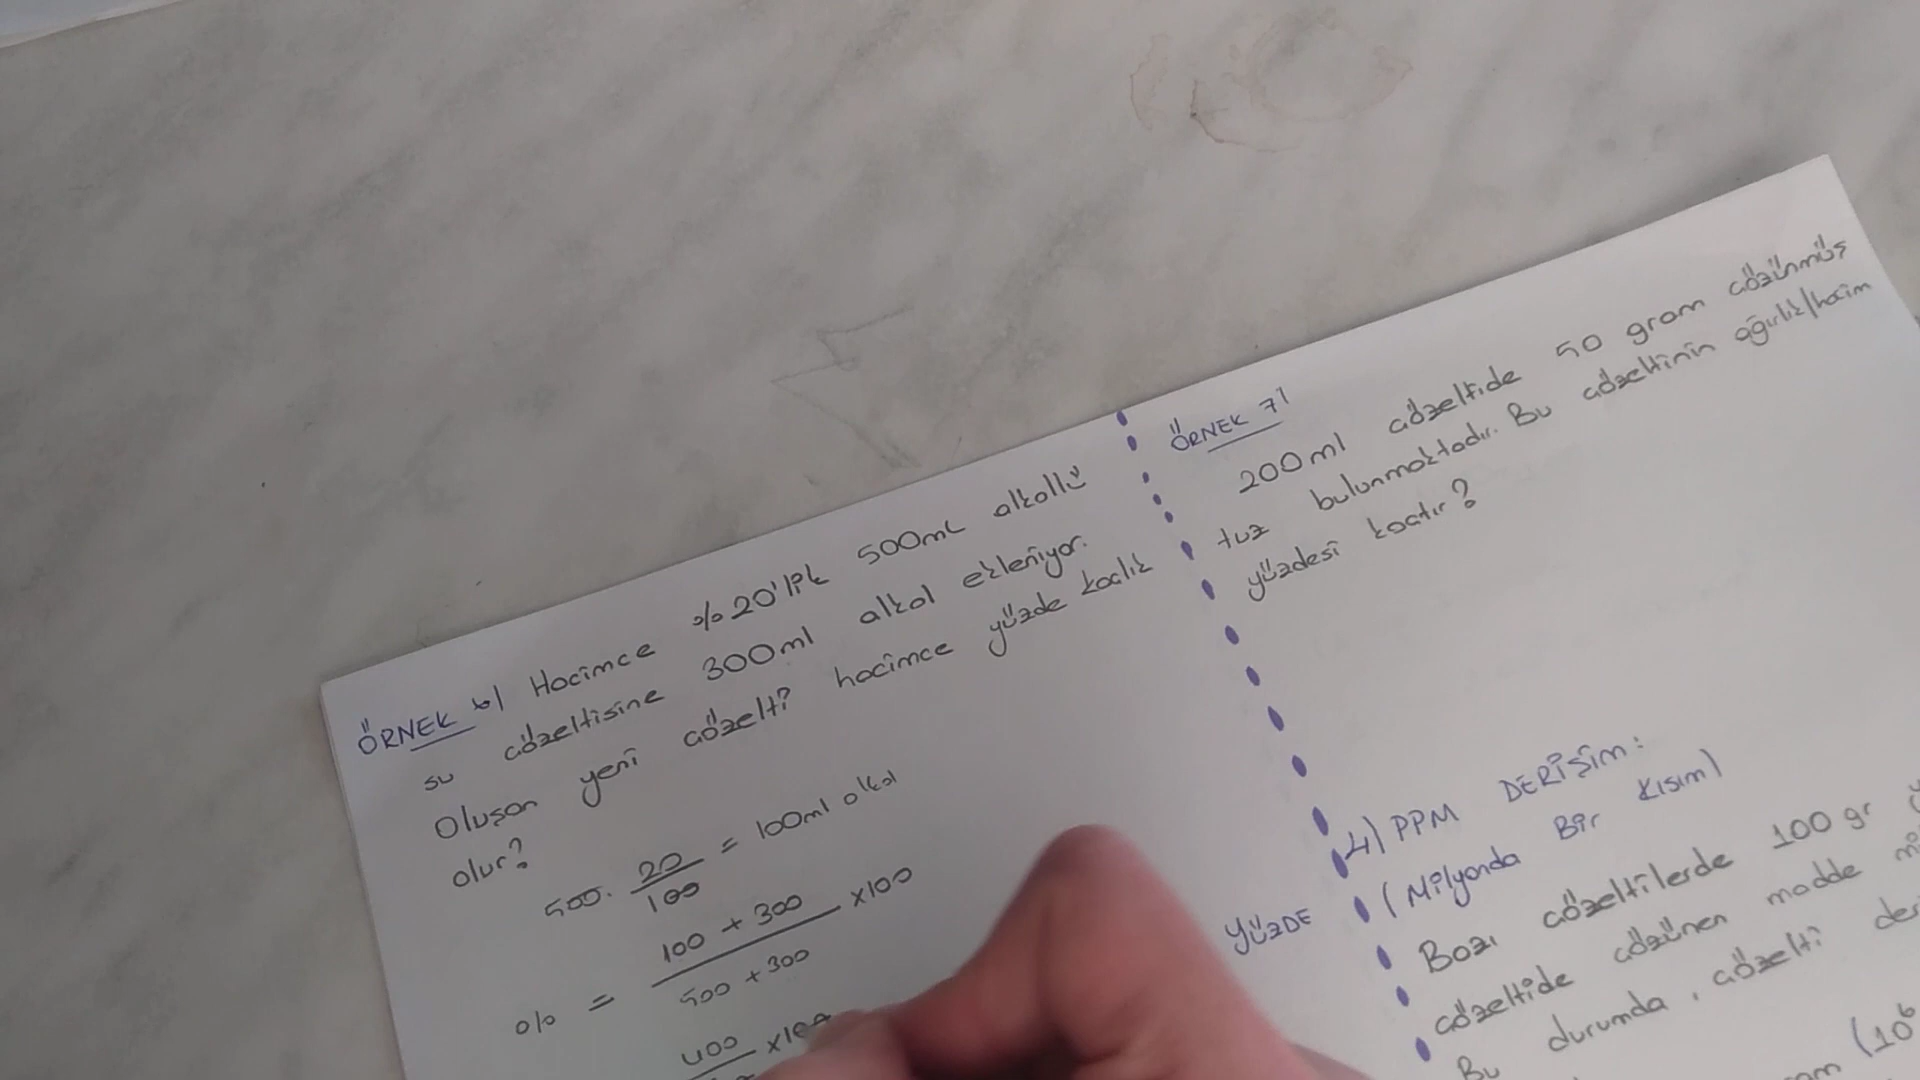 ÖRNEK 6) Hacimce %20'lik 500mL alkollü
su çözeltisine 300ml alkol ekleniyor.
Oluşan yeni çözelti hacimce yüzde kaçlık
olur?
500. 20/100 = 100ml alkol
% = 100 + 300 / 500 + 300 x100
400 x100
ÖRNEK 7)
200ml çözeltide 50 gram çözünmüş
tuz bulunmaktadır. Bu çözeltinin ağırlık/hacim
yüzdesi kaçtır?
YÜZDE
4) PPM DERİŞİM:
(Milyonda Bir Kısım)
Bazı çözeltilerde 100 gr
çözeltide çözünen madde
Bu durumda, çözelti
(10⁶